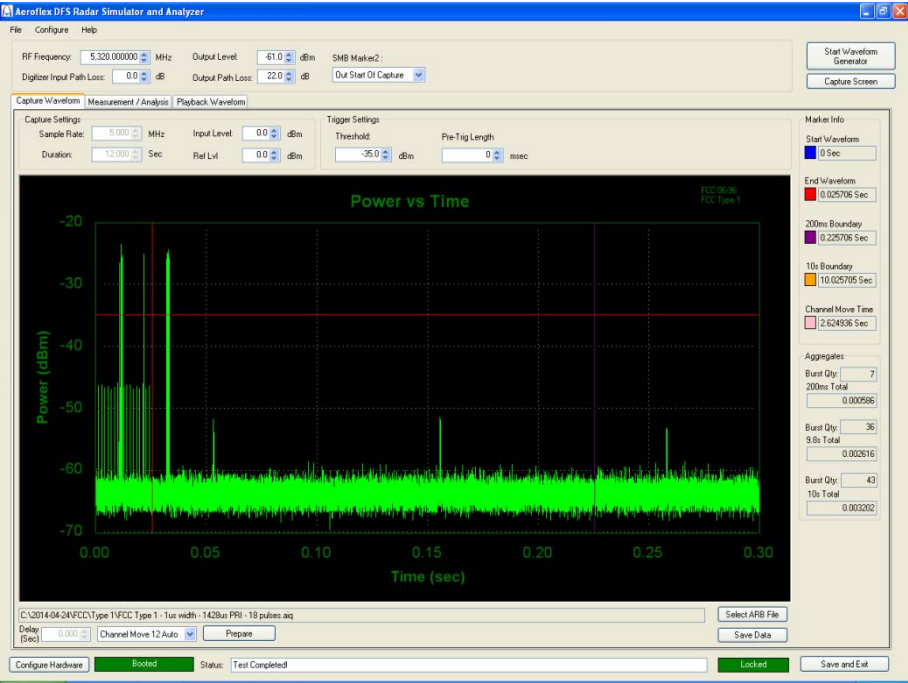 Aeroflex DFS Radar Simulator and Analyzer
File Configure Help
RF Frequency: 5,320.000000 MHz Output Level: -61.0 dBm SMB Marker2 :
Digitizer Input Path Loss: 0.0 dB Output Path Loss: 22.0 dB Out Start Of Capture
Start Waveform Generator
Capture Screen
Capture Waveform Measurement / Analysis Playback Waveform
Capture Settings
Sample Rate: 5.000 MHz Input Level: 0.0 dBm
Duration: 12.000 Sec Ref Lvl 0.0 dBm
Trigger Settings
Threshold: Pre-Trig Length
-35.0 dBm 0 msec
Marker Info
Start Waveform
0 Sec
End Waveform
0.025706 Sec
200ms Boundary
0.225706 Sec
10s Boundary
10.025705 Sec
Channel Move Time
2.624936 Sec
Aggregates
Burst Qty: 7
200ms Total
0.000586
Burst Qty: 36
9.8s Total
0.002616
Burst Qty: 43
10s Total
0.003202
Power vs Time
FCC 06-96
FCC Type 1
Power (dBm)
-20
-30
-40
-50
-60
-70
0.00 0.05 0.10 0.15 0.20 0.25 0.30
Time (sec)
C:\2014-04-24\FCC\Type 1\FCC Type 1 - 1us width - 1428us PRI - 18 pulses.aiq
Select ARB File
Delay (Sec) 0.000 Channel Move 12 Auto Prepare
Save Data
Configure Hardware Booted Status: Test Completed! Locked Save and Exit